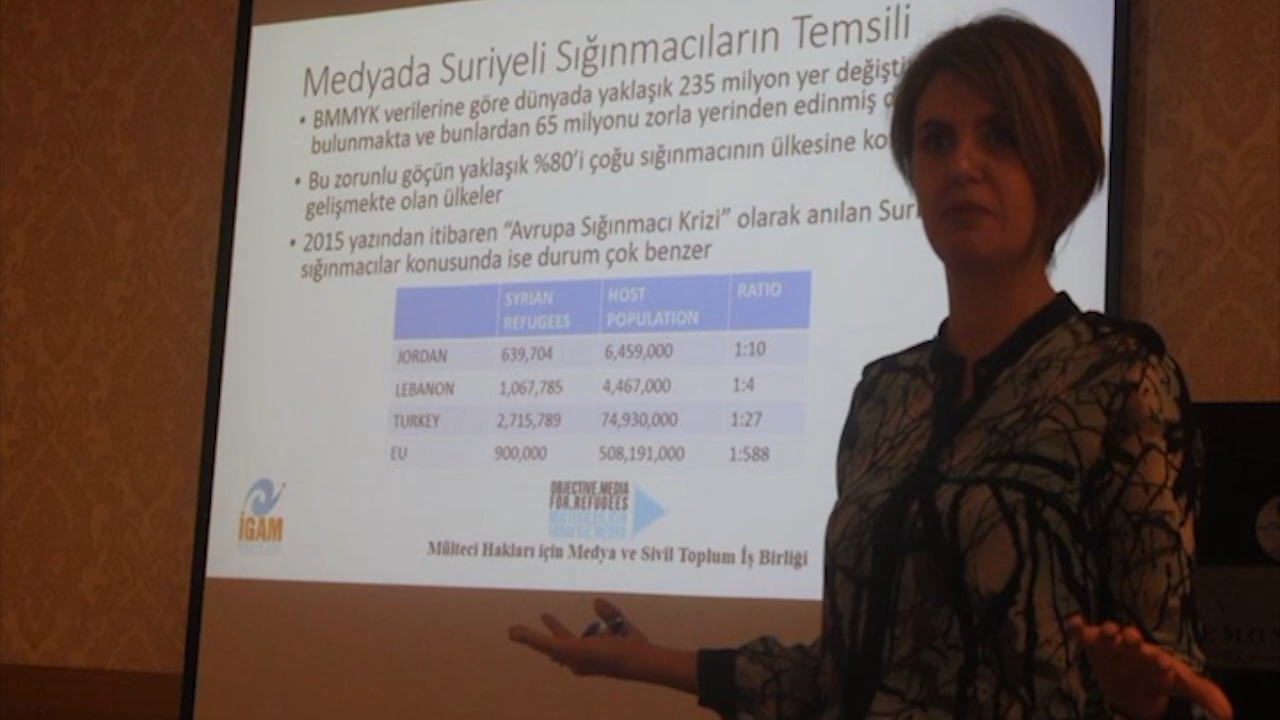 Medyada Suriyeli Sığınmacıların Temsili
• BMMYK verilerine göre dünyada yaklaşık 235 milyon yer
bulunmakta ve bunlardan 65 milyonu zorla yerinden edinmiş
• Bu zorunlu göçün yaklaşık %80'i çoğu sığınmacının ülkesine
gelişmekte olan ülkeler
• 2015 yazından itibaren “Avrupa Sığınmacı Krizi” olarak anılan
sığınmacılar konusunda ise durum çok benzer
SYRIAN REFUGEES HOST POPULATION RATIO
JORDAN 639,704 6,459,000 1:10
LEBANON 1,067,785 4,467,000 1:4
TURKEY 2,715,789 74,930,000 1:27
EU 900,000 508,191,000 1:588
İGAM
OBJECTIVE MEDIA
FOR REFUGEES
Mülteci Hakları için Medya ve Sivil Toplum İş Birliği